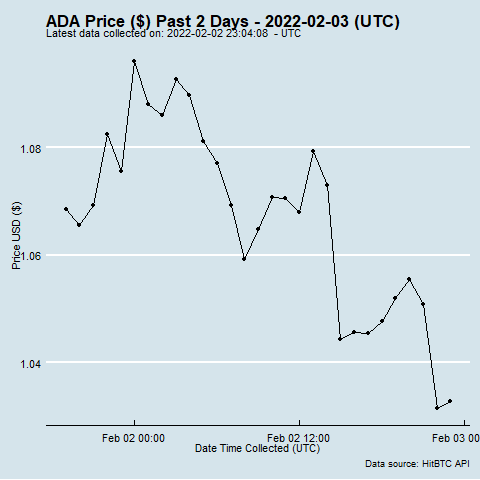 ADA Price ($) Past 2 Days - 2022-02-03 (UTC)
Latest data collected on: 2022-02-02 23:04:08 - UTC
1.08
1.06
1.04
Price USD ($)
Feb 02 00:00
Feb 02 12:00
Feb 03 00
Date Time Collected (UTC)
Data source: HitBTC API